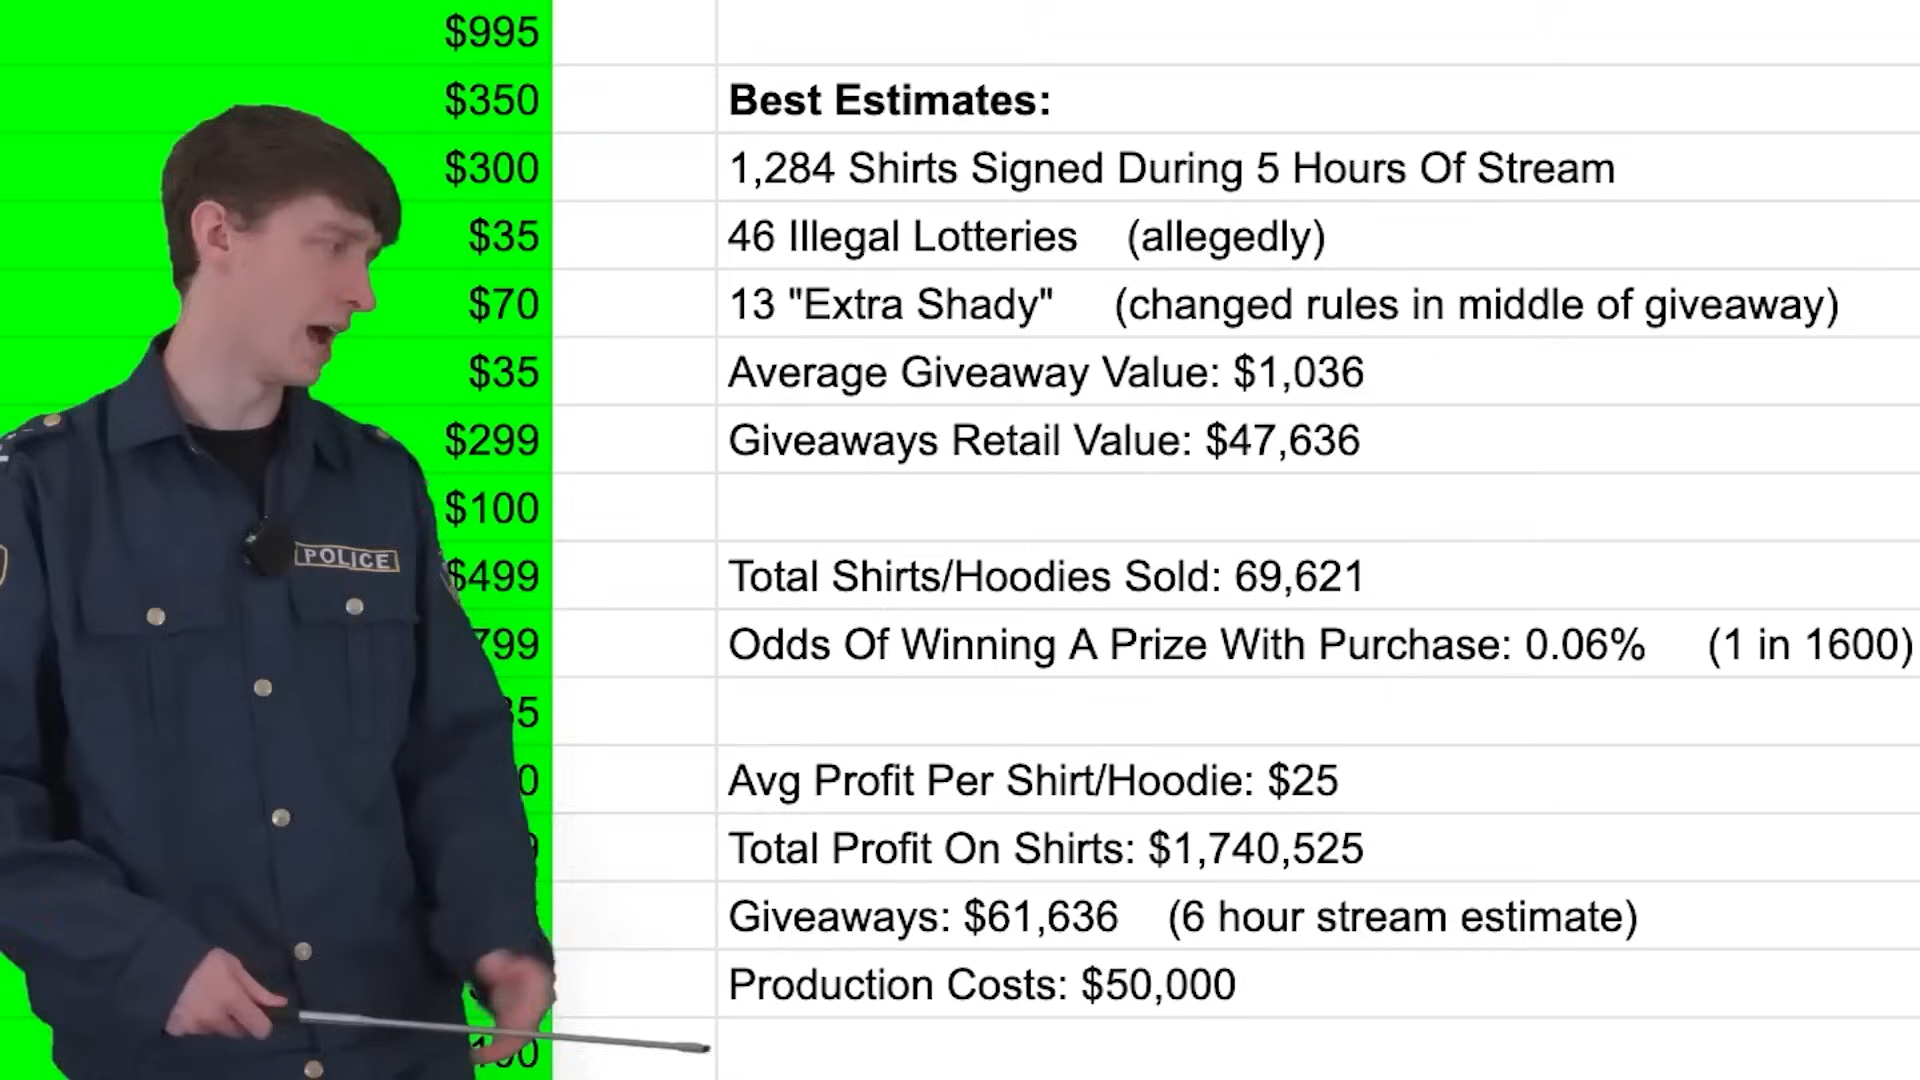 $995
$350
$300
$35
$70
$35
$299
$100
$499
799
35
0
100
Best Estimates:
1,284 Shirts Signed During 5 Hours Of Stream
46 Illegal Lotteries (allegedly)
13 "Extra Shady" (changed rules in middle of giveaway)
Average Giveaway Value: $1,036
Giveaways Retail Value: $47,636
Total Shirts/Hoodies Sold: 69,621
Odds Of Winning A Prize With Purchase: 0.06% (1 in 1600)
Avg Profit Per Shirt/Hoodie: $25
Total Profit On Shirts: $1,740,525
Giveaways: $61,636 (6 hour stream estimate)
Production Costs: $50,000
POLICE